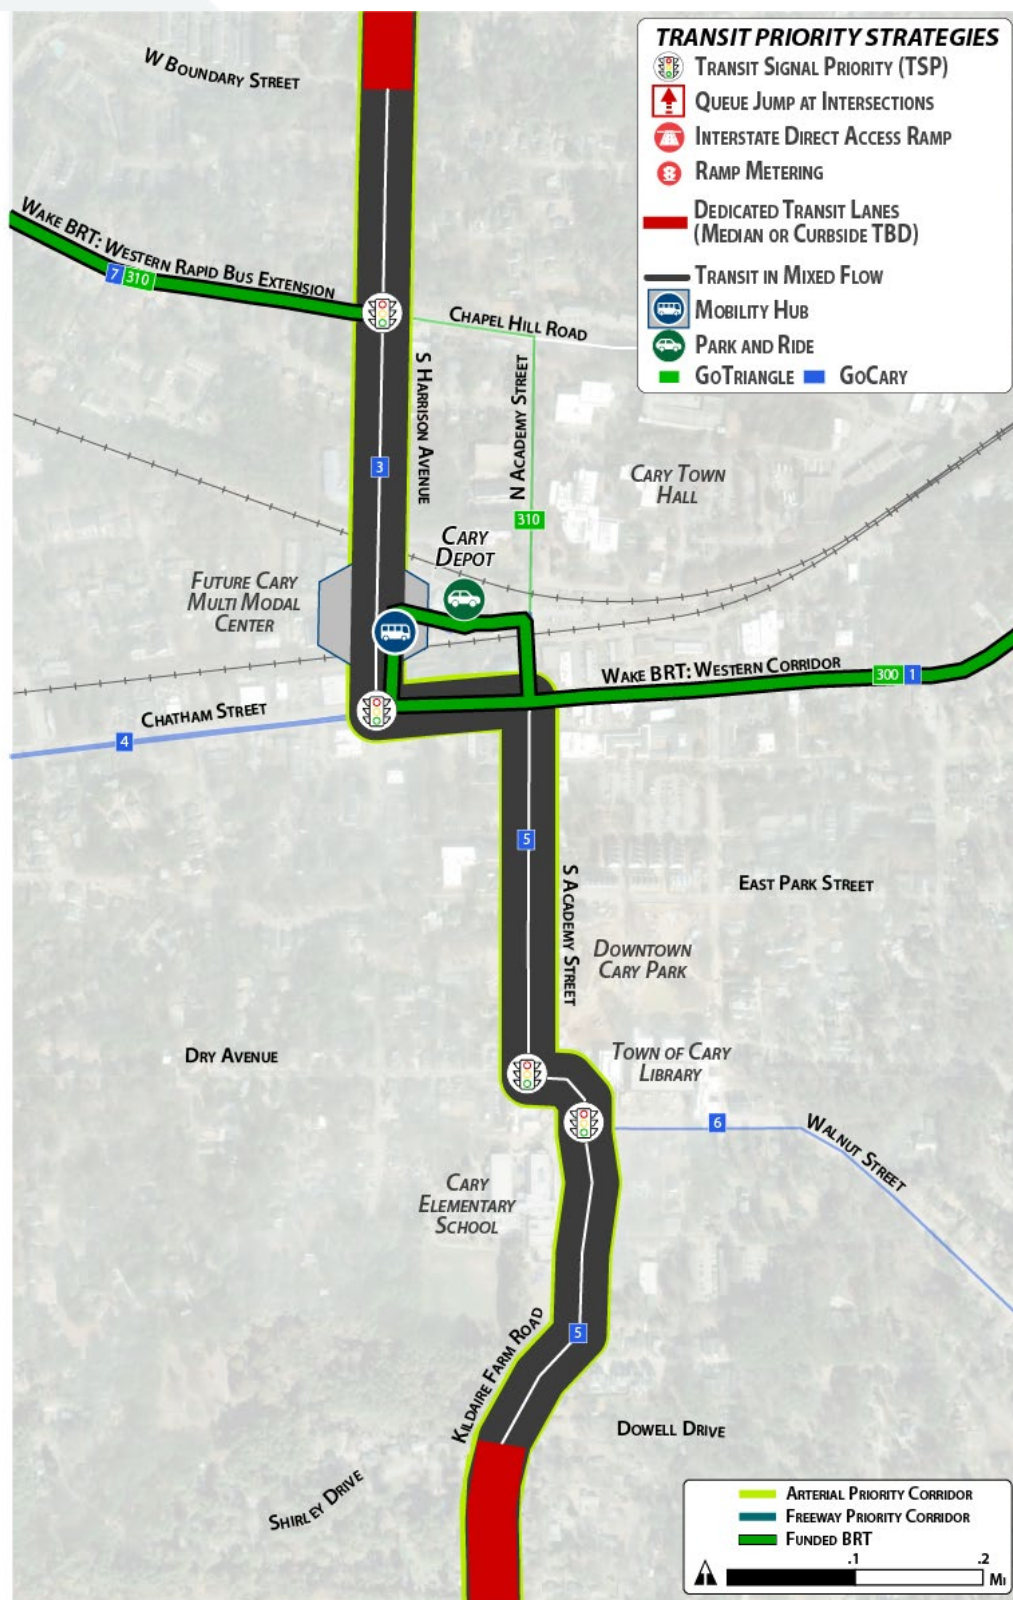 TRANSIT PRIORITY STRATEGIES
TRANSIT SIGNAL PRIORITY (TSP)
QUEUE JUMP AT INTERSECTIONS
INTERSTATE DIRECT ACCESS RAMP
RAMP METERING
DEDICATED TRANSIT LANES
(MEDIAN OR CURBSIDE TBD)
TRANSIT IN MIXED FLOW
MOBILITY HUB
PARK AND RIDE
GOTRIANGLE
GOCARY
W BOUNDARY STREET
WAKE BRT: WESTERN RAPID BUS EXTENSION
7 310
CHAPEL HILL ROAD
S HARRISON AVENUE
N ACADEMY STREET
3
CARY TOWN
HALL
310
CARY
DEPOT
FUTURE CARY
MULTI MODAL
CENTER
WAKE BRT: WESTERN CORRIDOR
300 1
CHATHAM STREET
4
5
S ACADEMY STREET
EAST PARK STREET
DOWNTOWN
CARY PARK
DRY AVENUE
TOWN OF CARY
LIBRARY
6
WALNUT STREET
CARY
ELEMENTARY
SCHOOL
5
KILDAIRE FARM ROAD
DOWELL DRIVE
SHIRLEY DRIVE
ARTERIAL PRIORITY CORRIDOR
FREEWAY PRIORITY CORRIDOR
FUNDED BRT
.1 .2
MI